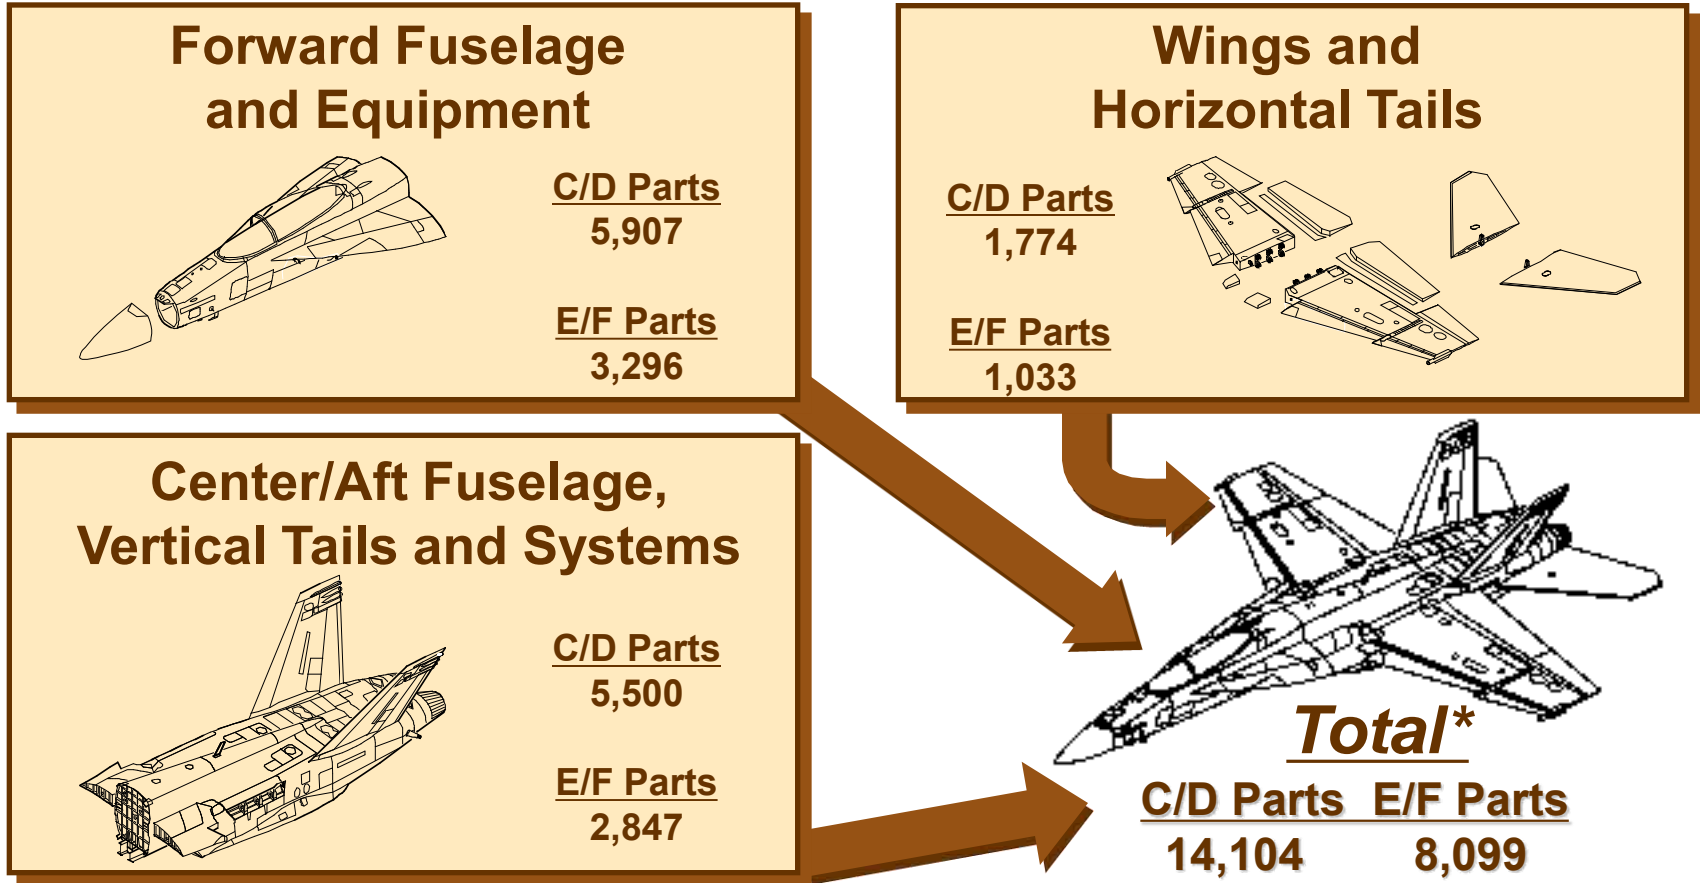 Forward Fuselage
and Equipment
C/D Parts
5,907
E/F Parts
3,296
Wings and
Horizontal Tails
C/D Parts
1,774
E/F Parts
1,033
Center/Aft Fuselage,
Vertical Tails and Systems
C/D Parts
5,500
E/F Parts
2,847
Total*
C/D Parts E/F Parts
14,104 8,099